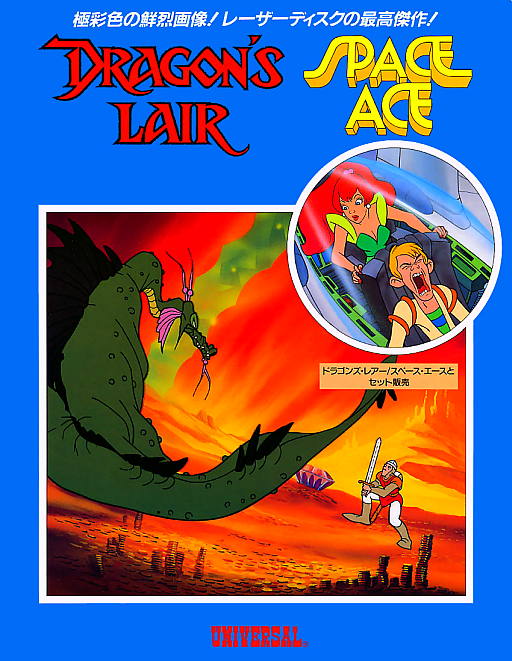 極彩色の鮮烈画像！レーザーディスクの最高傑作！
DRAGON'S
LAIR
SPACE
ACE
ドラゴンズ・レアー/スペース・エースと
セット販売
UNIVERSAL